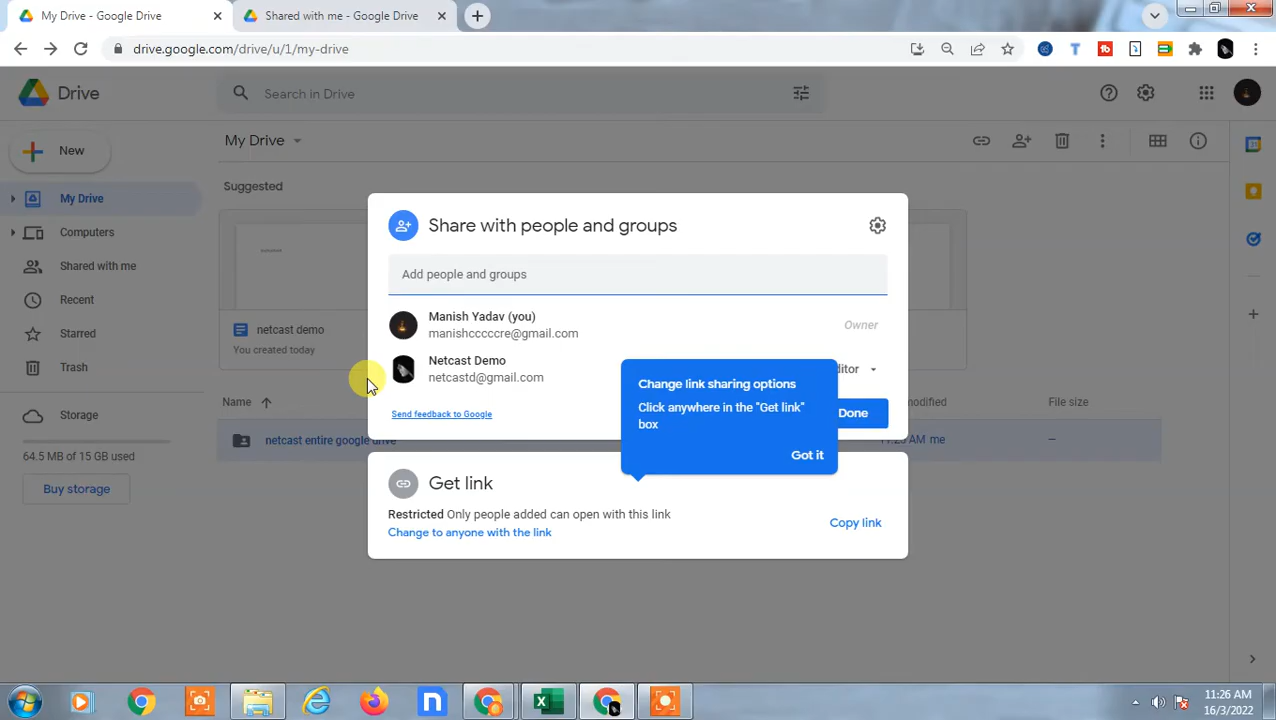 My Drive - Google Drive
Shared with me - Google Drive
drive.google.com/drive/u/1/my-drive
Drive
Search in Drive
New
My Drive
Suggested
My Drive
Computers
Shared with me
Recent
Starred
Trash
Storage
64.5 MB of 15 GB used
Buy storage
netcast demo
You created today
Name
modified
File size
netcast entire google drive
AM me
—
Share with people and groups
Add people and groups
Manish Yadav (you)
manishcccccre@gmail.com
Owner
Netcast Demo
netcastd@gmail.com
ditor
Send feedback to Google
Done
Change link sharing options
Click anywhere in the "Get link"
box
Got it
Get link
Restricted Only people added can open with this link
Change to anyone with the link
Copy link
11:26 AM
16/3/2022